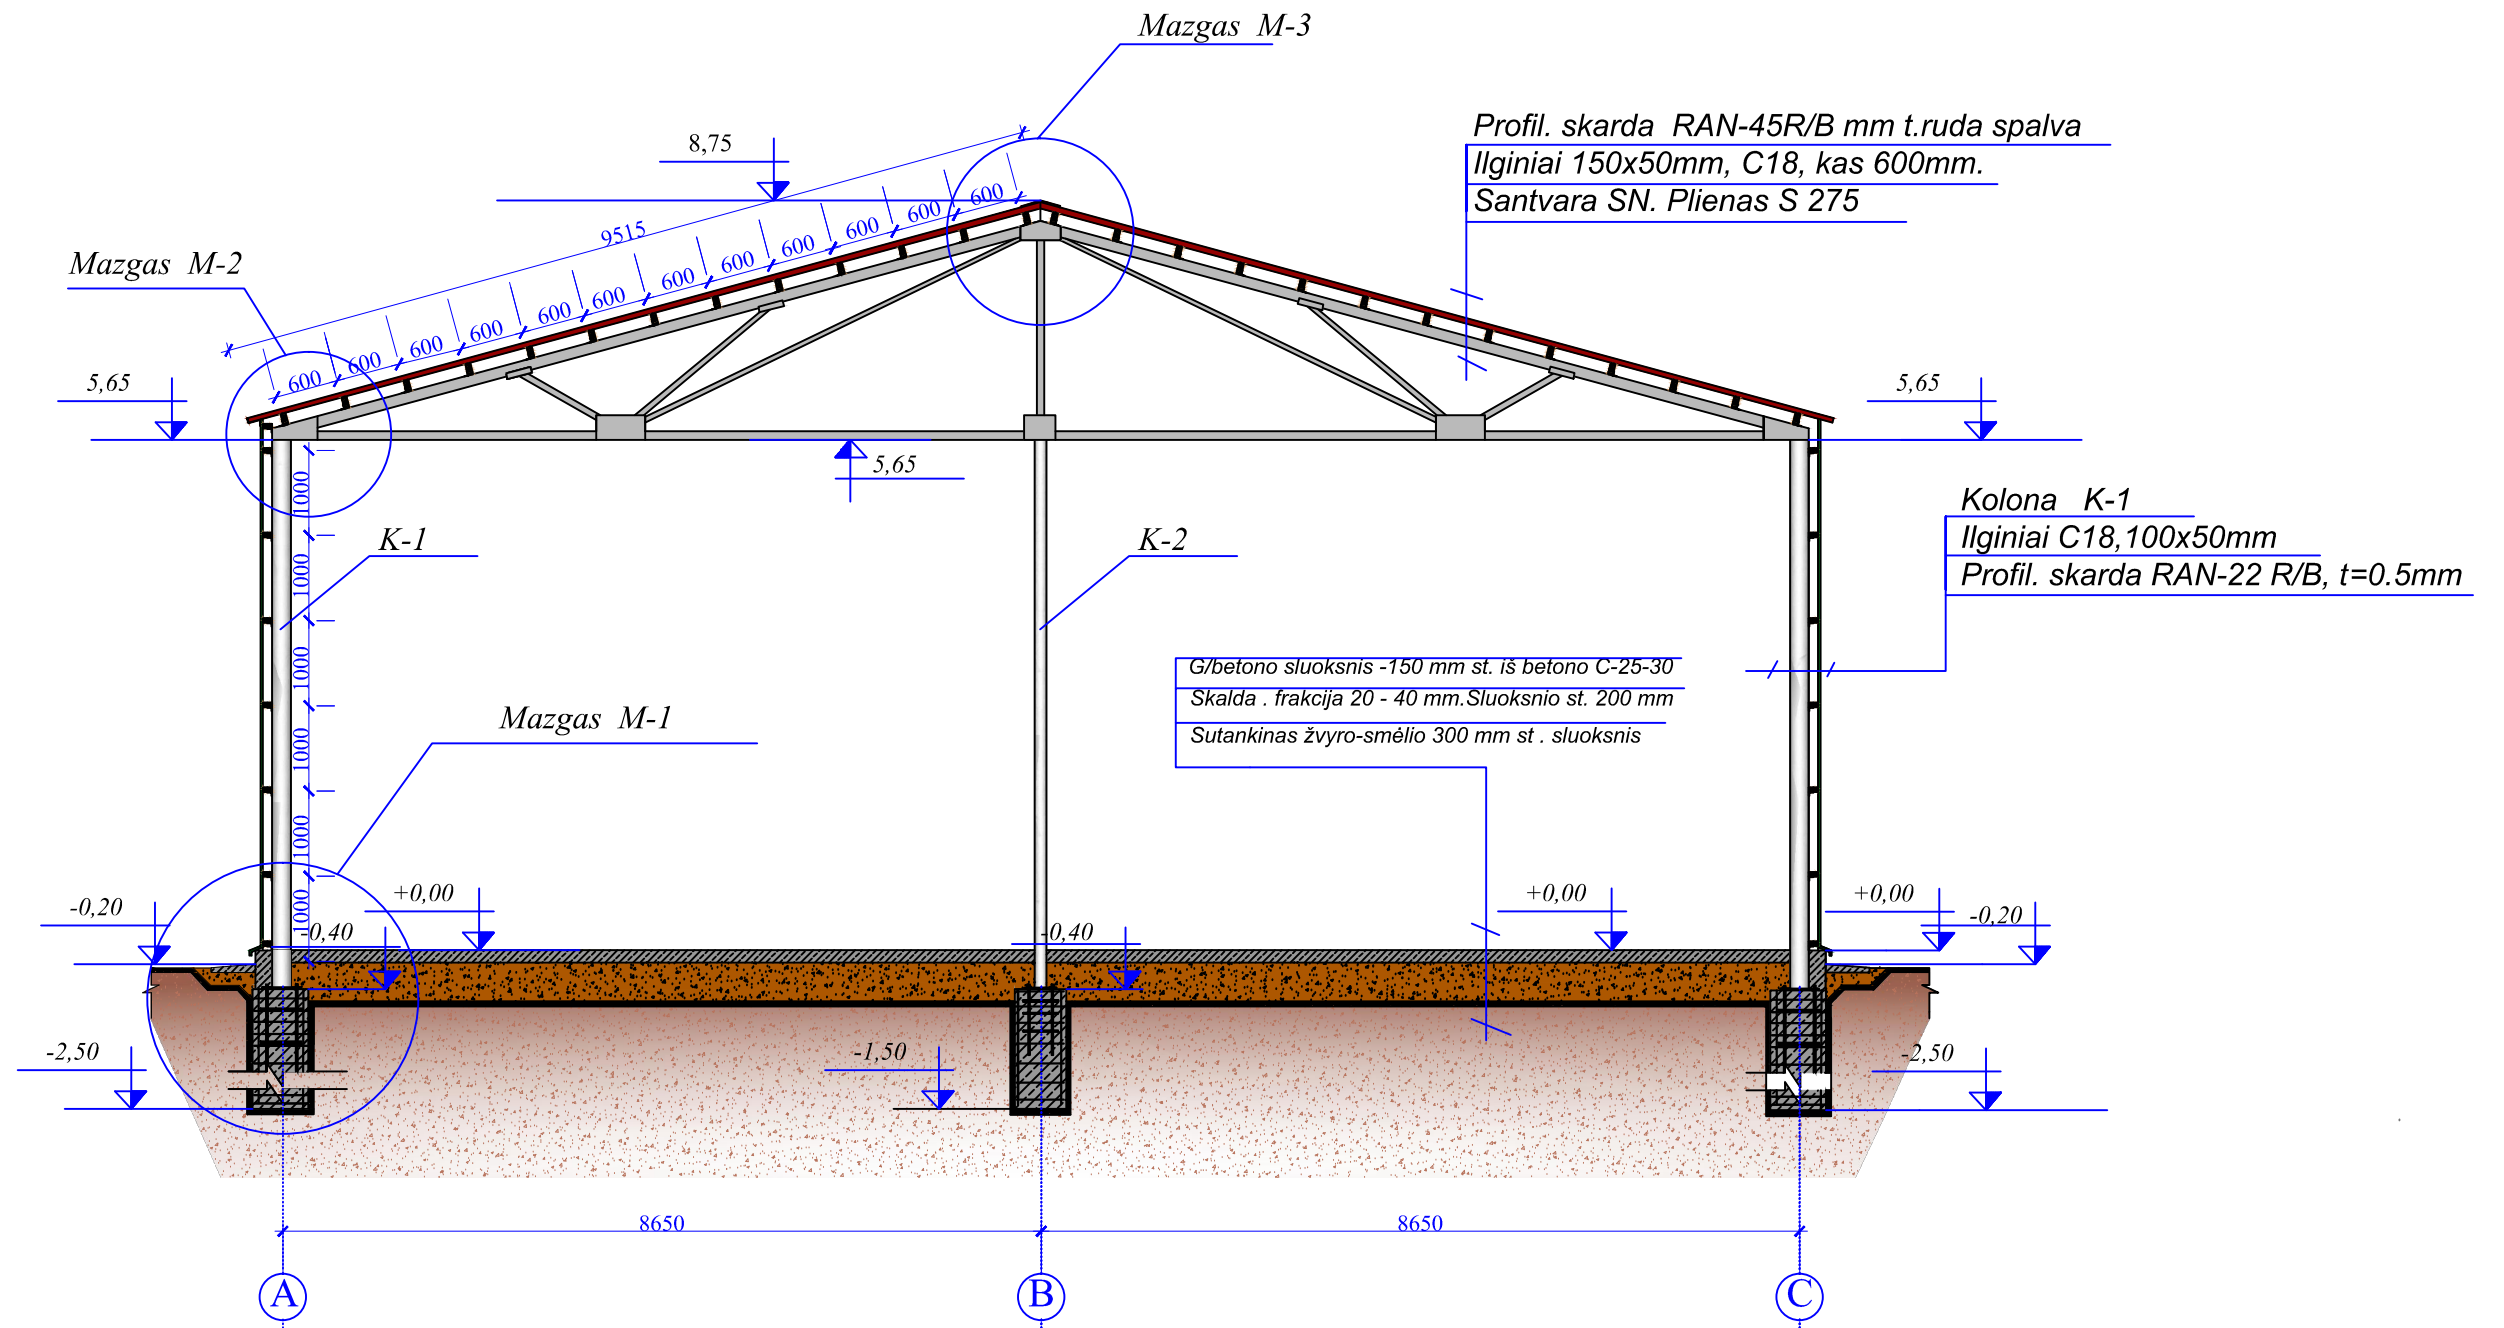 Mazgas M-3
8,75
Profil. skarda RAN-45R/B mm t.ruda spalva
Ilginiai 150x50mm, C18, kas 600mm.
Santvara SN. Plienas S 275
9515
Mazgas M-2
600
600
600
600
600
600
600
600
600
600
600
600
5,65
5,65
5,65
Kolona K-1
Ilginiai C18,100x50mm
Profil. skarda RAN-22 R/B, t=0.5mm
K-1
K-2
1000
1000
1000
1000
1000
1000
G/betono sluoksnis -150 mm st. iš betono C-25-30
Skalda . frakcija 20 - 40 mm.Sluoksnio st. 200 mm
Sutankinas žvyro-smėlio 300 mm st . sluoksnis
Mazgas M-1
-0,20
+0,00
+0,00
+0,00
-0,20
-0,40
-0,40
-2,50
-1,50
-2,50
8650
8650
A
B
C